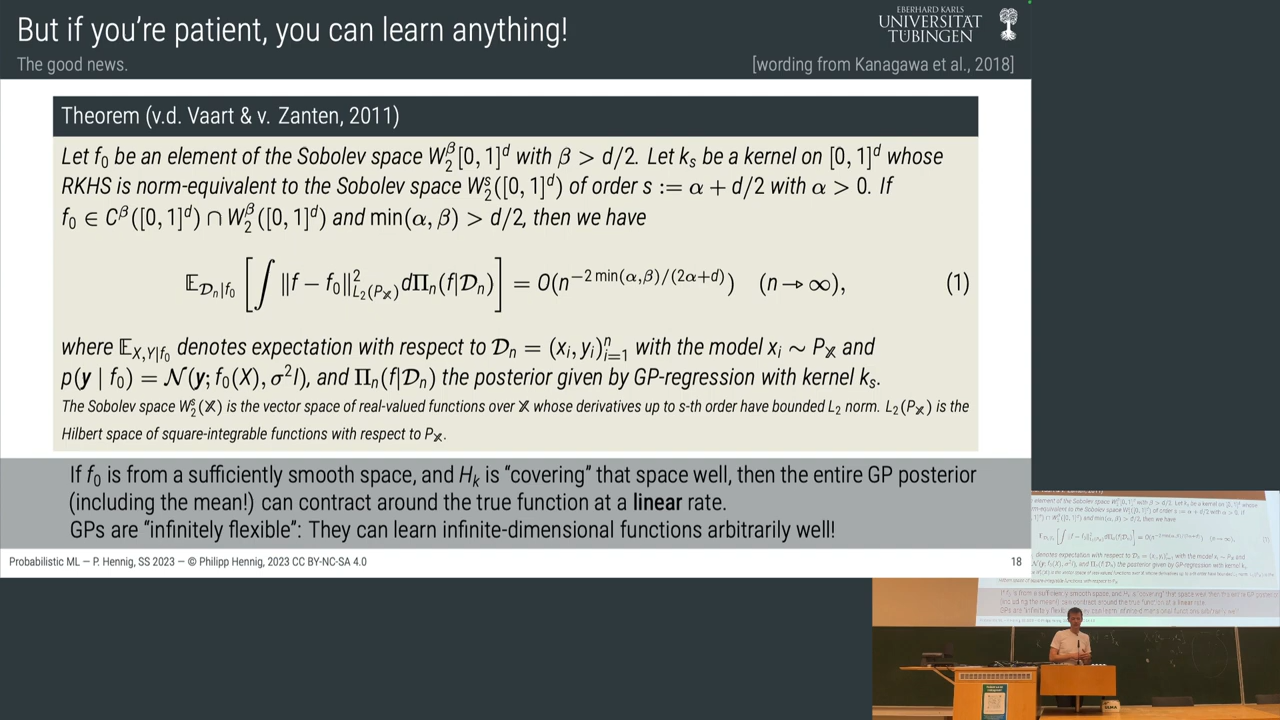 But if you're patient, you can learn anything!
The good news.
[wording from Kanagawa et al., 2018]
EBERHARD KARLS
UNIVERSITÄT
TÜBINGEN
Theorem (v.d. Vaart & v. Zanten, 2011)
Let f₀ be an element of the Sobolev space W₂^β[0, 1]^d with β > d/2. Let k_s be a kernel on [0, 1]^d whose
RKHS is norm-equivalent to the Sobolev space W₂^s([0, 1]^d) of order s := α + d/2 with α > 0. If
f₀ ∈ C^β([0, 1]^d) ∩ W₂^β([0, 1]^d) and min(α, β) > d/2, then we have
𝔼_{𝒟_n|f₀} [∫ ‖f − f₀‖²_{L₂(P_𝕏)} dΠ_n(f|𝒟_n)] = O(n^{−2 min(α,β)/(2α+d)}) (n → ∞), (1)
where 𝔼_{X,Y|f₀} denotes expectation with respect to 𝒟_n = (x_i, y_i)_{i=1}^n with the model x_i ∼ P_𝕏 and
p(y | f₀) = 𝒩(y; f₀(X), σ²I), and Π_n(f|𝒟_n) the posterior given by GP-regression with kernel k_s.
The Sobolev space W₂^s(𝕏) is the vector space of real-valued functions over 𝕏 whose derivatives up to s-th order have bounded L₂ norm. L₂(P_𝕏) is the
Hilbert space of square-integrable functions with respect to P_𝕏.
If f₀ is from a sufficiently smooth space, and H_k is "covering" that space well, then the entire GP posterior
(including the mean!) can contract around the true function at a linear rate.
GPs are "infinitely flexible": They can learn infinite-dimensional functions arbitrarily well!
Probabilistic ML — P. Hennig, SS 2023 — © Philipp Hennig, 2023 CC BY-NC-SA 4.0
18